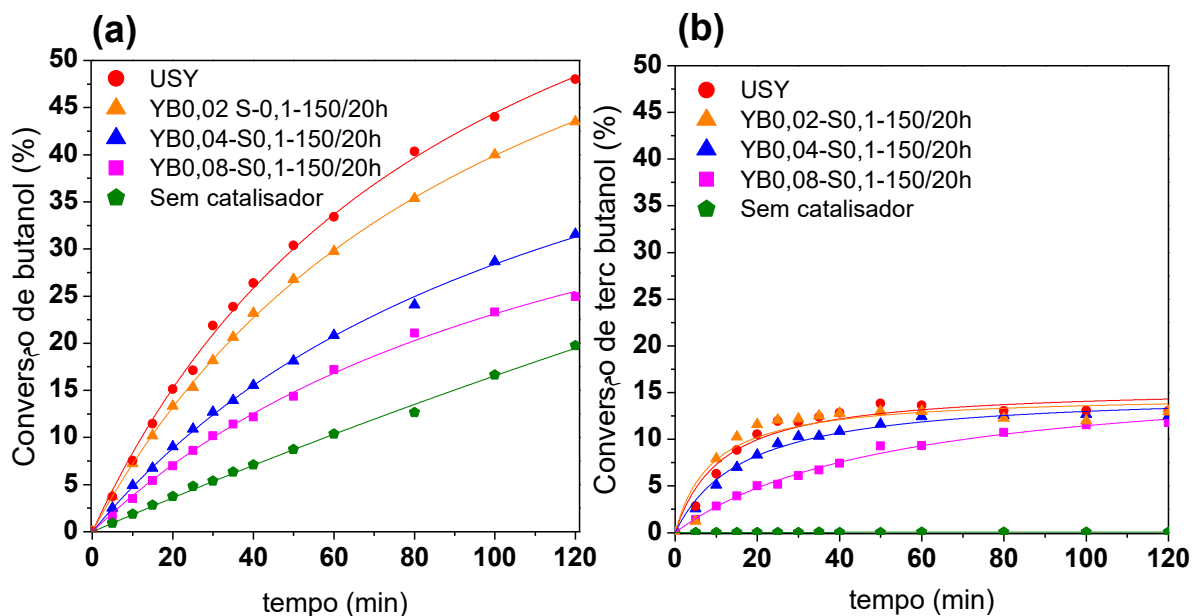 (a)
50
45
40
35
30
25
20
15
10
5
0
Conversمo de butanol (%)
USY
YB0,02 S-0,1-150/20h
YB0,04-S0,1-150/20h
YB0,08-S0,1-150/20h
Sem catalisador
0 20 40 60 80 100 120
tempo (min)
(b)
50
45
40
35
30
25
20
15
10
5
0
Conversمo de terc butanol (%)
USY
YB0,02-S0,1-150/20h
YB0,04-S0,1-150/20h
YB0,08-S0,1-150/20h
Sem catalisador
0 20 40 60 80 100 120
tempo (min)